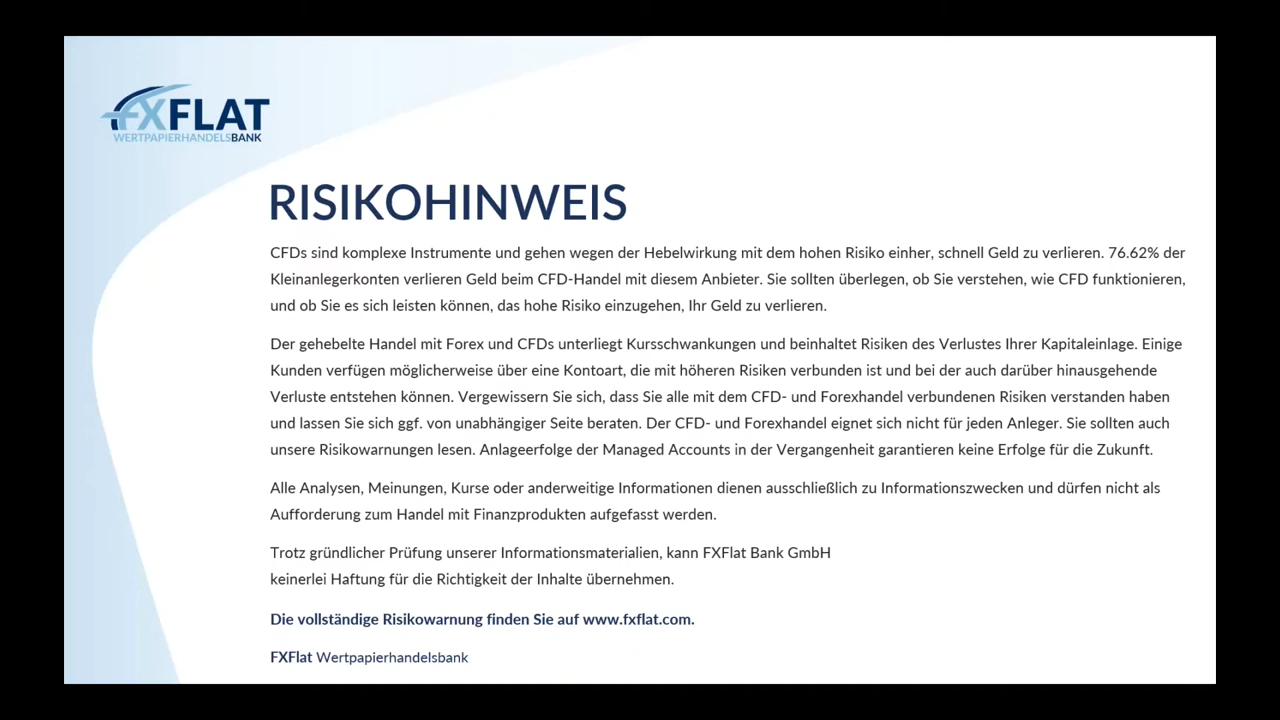 FXFLAT
WERTPAPIERHANDELSBANK
RISIKOHINWEIS
CFDs sind komplexe Instrumente und gehen wegen der Hebelwirkung mit dem hohen Risiko einher, schnell Geld zu verlieren. 76.62% der
Kleinanlegerkonten verlieren Geld beim CFD-Handel mit diesem Anbieter. Sie sollten überlegen, ob Sie verstehen, wie CFD funktionieren,
und ob Sie es sich leisten können, das hohe Risiko einzugehen, Ihr Geld zu verlieren.
Der gehebelte Handel mit Forex und CFDs unterliegt Kursschwankungen und beinhaltet Risiken des Verlustes Ihrer Kapitaleinlage. Einige
Kunden verfügen möglicherweise über eine Kontoart, die mit höheren Risiken verbunden ist und bei der auch darüber hinausgehende
Verluste entstehen können. Vergewissern Sie sich, dass Sie alle mit dem CFD- und Forexhandel verbundenen Risiken verstanden haben
und lassen Sie sich ggf. von unabhängiger Seite beraten. Der CFD- und Forexhandel eignet sich nicht für jeden Anleger. Sie sollten auch
unsere Risikowarnungen lesen. Anlageerfolge der Managed Accounts in der Vergangenheit garantieren keine Erfolge für die Zukunft.
Alle Analysen, Meinungen, Kurse oder anderweitige Informationen dienen ausschließlich zu Informationszwecken und dürfen nicht als
Aufforderung zum Handel mit Finanzprodukten aufgefasst werden.
Trotz gründlicher Prüfung unserer Informationsmaterialien, kann FXFlat Bank GmbH
keinerlei Haftung für die Richtigkeit der Inhalte übernehmen.
Die vollständige Risikowarnung finden Sie auf www.fxflat.com.
FXFlat Wertpapierhandelsbank